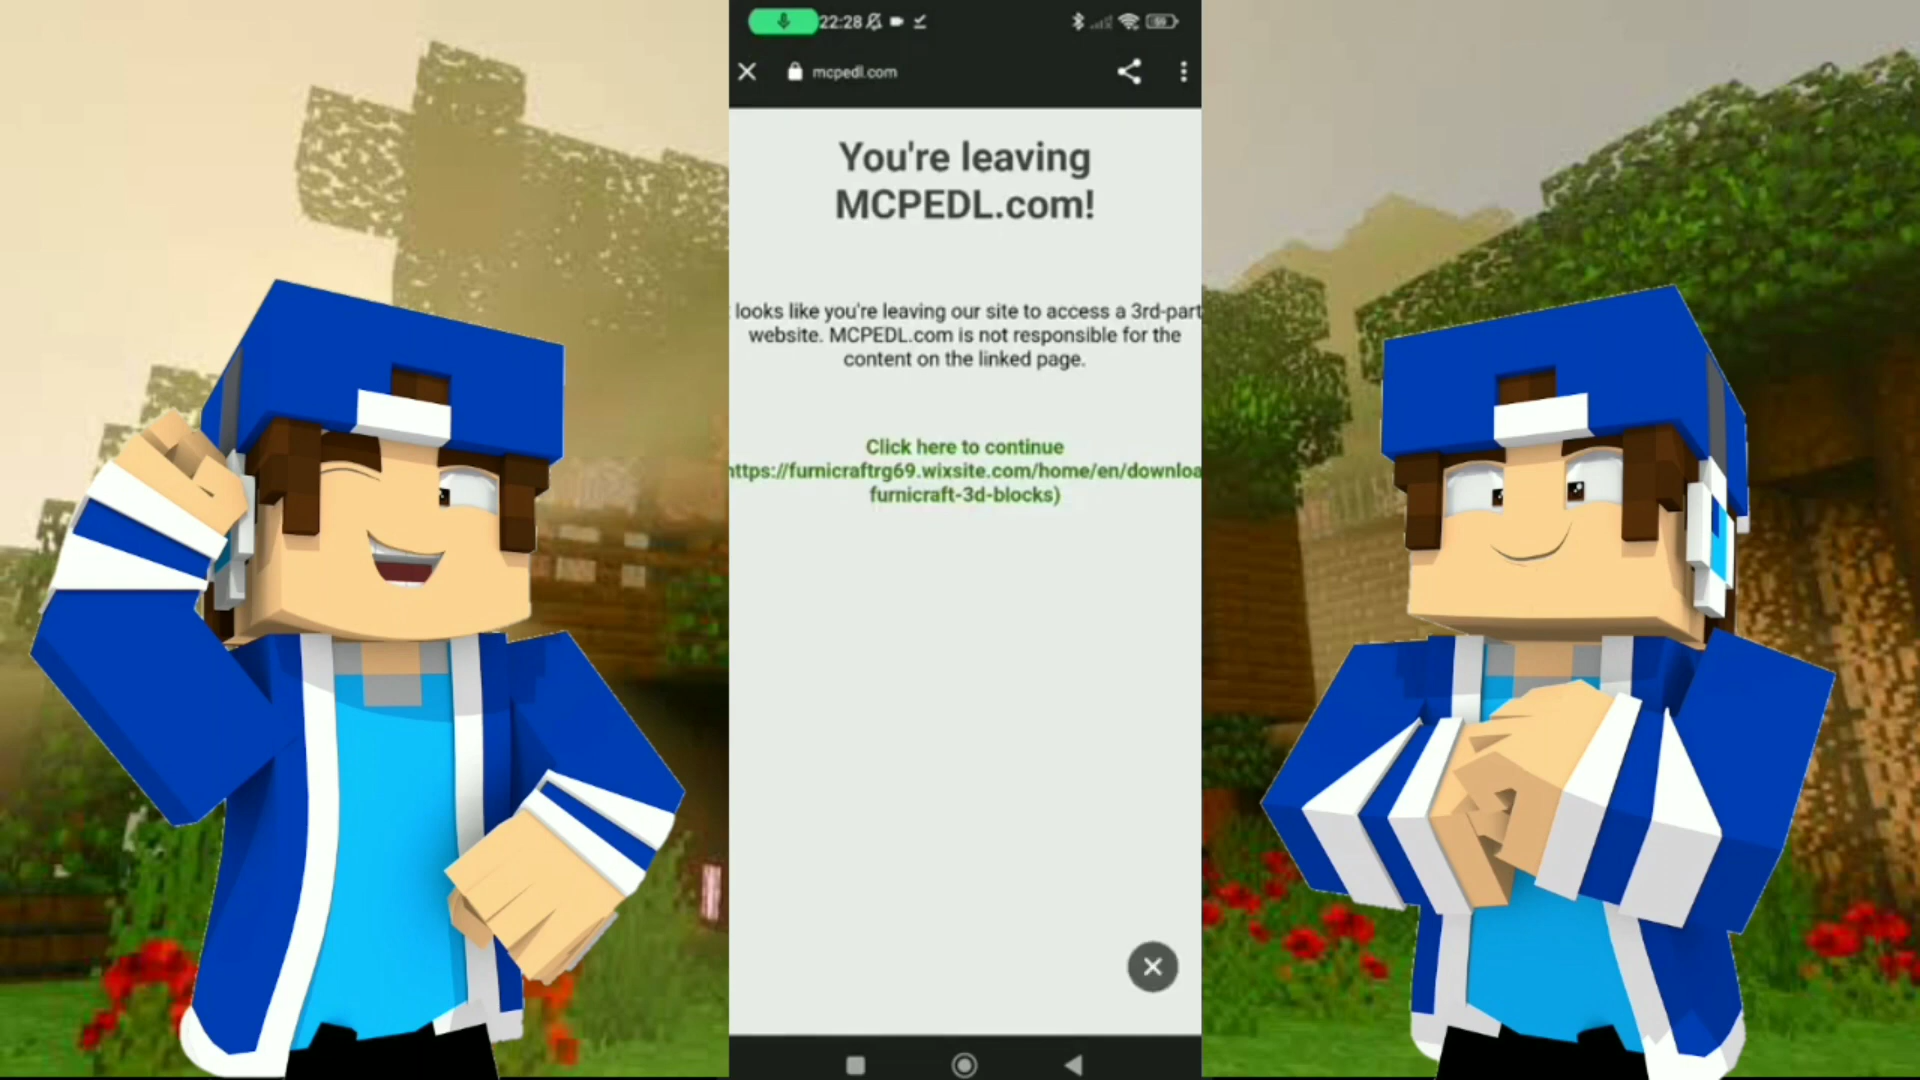 22:28
mcpedl.com
You're leaving
MCPEDL.com!
looks like you're leaving our site to access a 3rd-part
website. MCPEDL.com is not responsible for the
content on the linked page.
Click here to continue
ttps://furnicraftrg69.wixsite.com/home/en/downloa
furnicraft-3d-blocks)